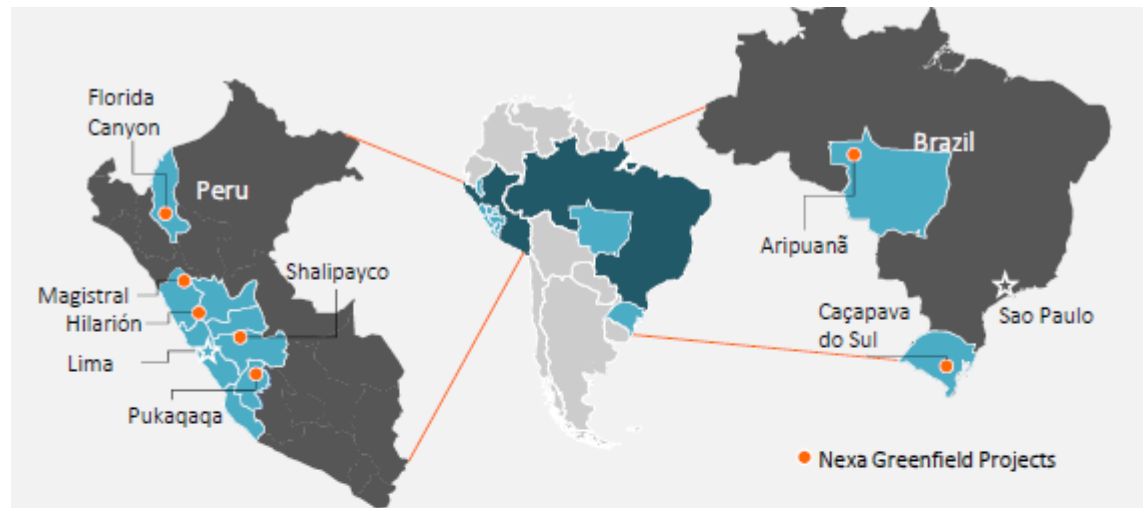 Florida
Canyon
Peru
Shalipayco
Magistral
Hilarión
Lima
Pukaqaqa
Brazil
Aripuanã
Caçapava
do Sul
Sao Paulo
Nexa Greenfield Projects